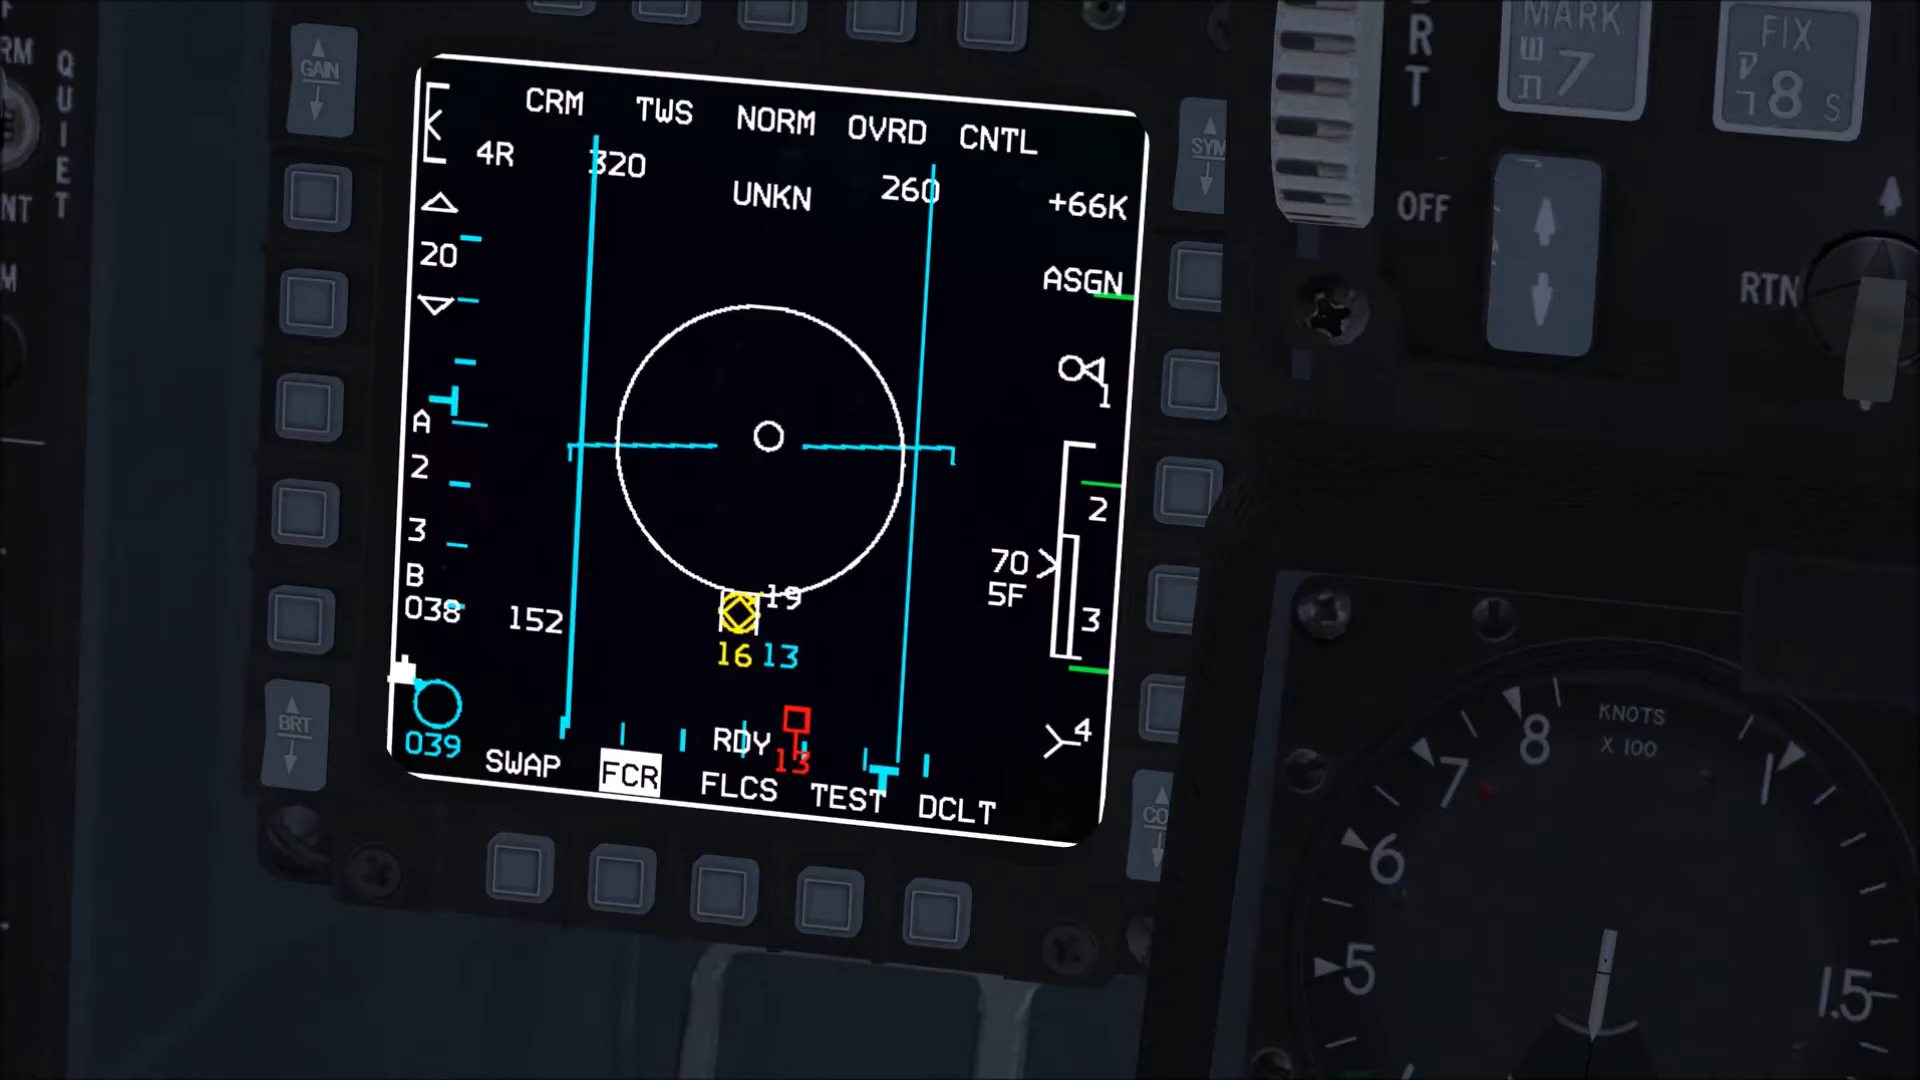 CRM TWS NORM OVRD CNTL
4R 320 UNKN 260 +66K
20
ASGN
1
A
2
2
3
70
5F
B
3
038 152
19
16 13
RDY
13
4
039
SWAP FCR FLCS TEST DCLT
GAIN
SYM
BRT
QUIET
MARK
ש
ת
7
FIX
ק
ר
8
S
OFF
RTN
KNOTS
X 100
8
7
6
5
1
1.5